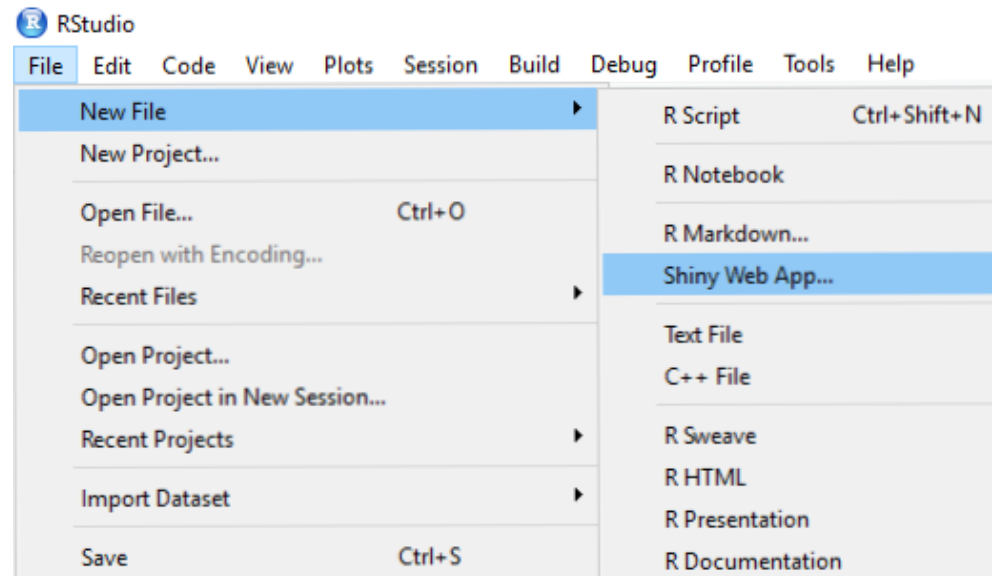 RStudio
File Edit Code View Plots Session Build Debug Profile Tools Help
New File
New Project...
Open File... Ctrl+O
Reopen with Encoding...
Recent Files
Open Project...
Open Project in New Session...
Recent Projects
Import Dataset
Save Ctrl+S
R Script Ctrl+Shift+N
R Notebook
R Markdown...
Shiny Web App...
Text File
C++ File
R Sweave
R HTML
R Presentation
R Documentation